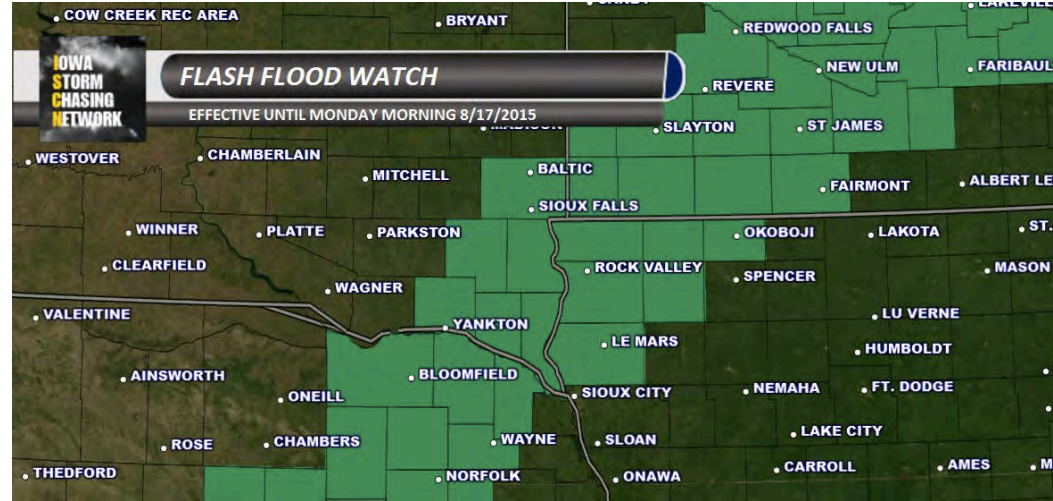 COW CREEK REC AREA
BRYANT
REDWOOD FALLS
IOWA
STORM
CHASING
NETWORK
FLASH FLOOD WATCH
NEW ULM
FARIBAUL
REVERE
EFFECTIVE UNTIL MONDAY MORNING 8/17/2015
MADISON
SLAYTON
ST JAMES
WESTOVER
CHAMBERLAIN
MITCHELL
BALTIC
FAIRMONT
ALBERT LE
SIOUX FALLS
WINNER
PLATTE
PARKSTON
OKOBOJI
LAKOTA
ST.
CLEARFIELD
ROCK VALLEY
SPENCER
MASON
WAGNER
VALENTINE
YANKTON
LU VERNE
LE MARS
HUMBOLDT
AINSWORTH
BLOOMFIELD
ONEILL
SIOUX CITY
NEMAHA
FT. DODGE
ROSE
CHAMBERS
WAYNE
SLOAN
LAKE CITY
THEDFORD
NORFOLK
ONAWA
CARROLL
AMES
M